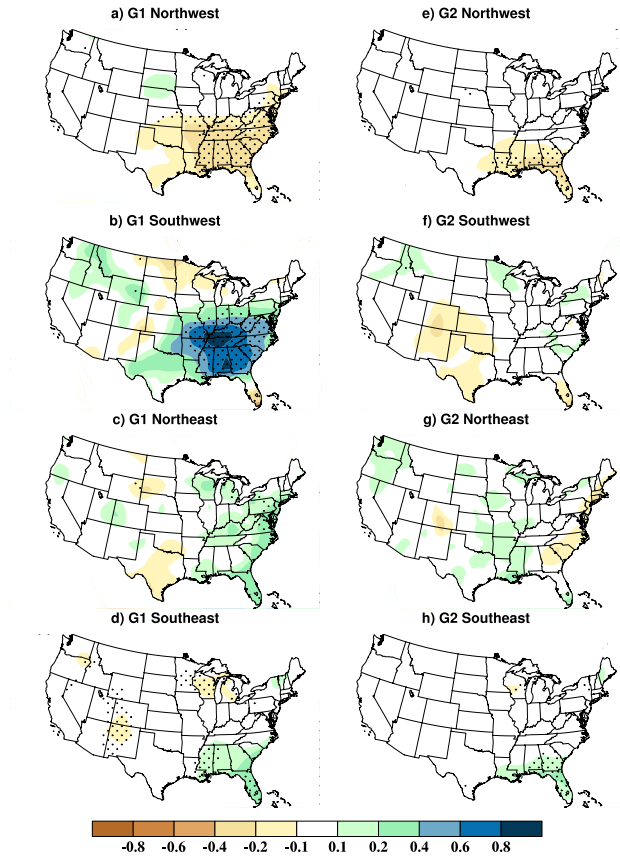 a) G1 Northwest
e) G2 Northwest
b) G1 Southwest
f) G2 Southwest
c) G1 Northeast
g) G2 Northeast
d) G1 Southeast
h) G2 Southeast
-0.8 -0.6 -0.4 -0.2 -0.1 0.1 0.2 0.4 0.6 0.8